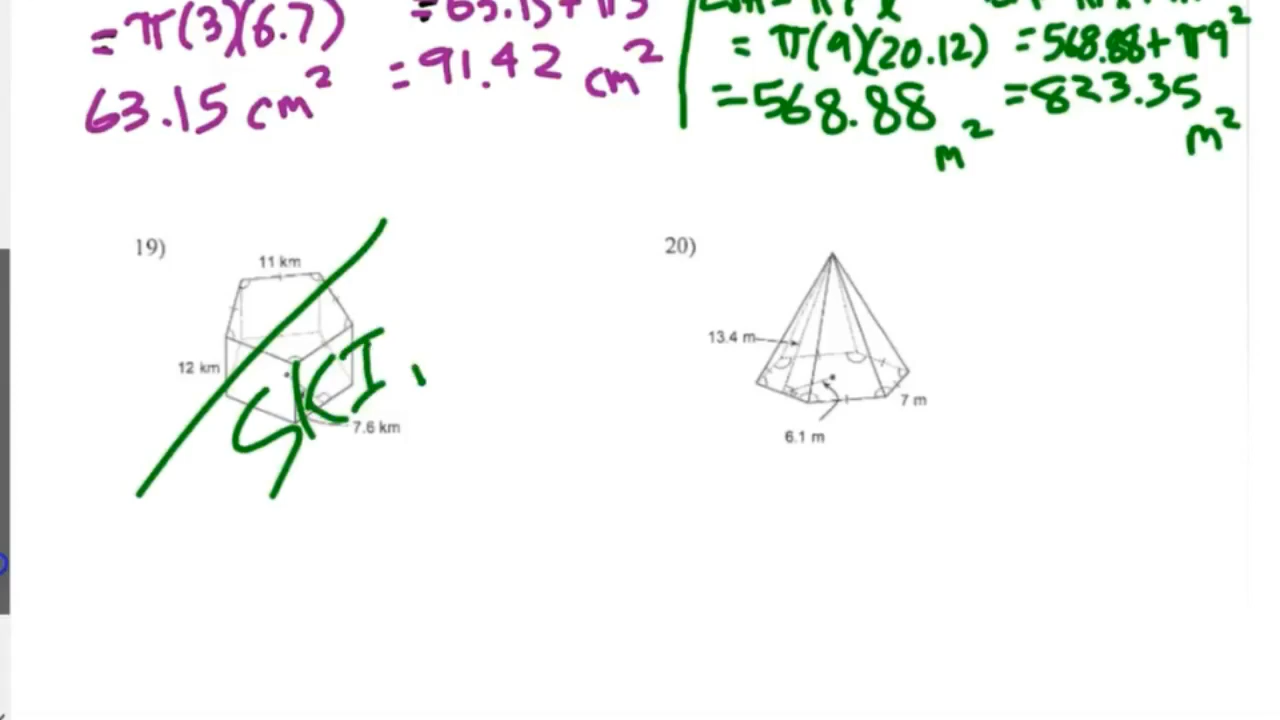 = π(3)(6.7)
= 91.42 cm²
63.15 cm²
= π(9)(20.12)
= 568.88 + π9²
= 568.88 m²
= 823.35 m²
19)
11 km
12 km
7.6 km
SKI
20)
13.4 m
7 m
6.1 m